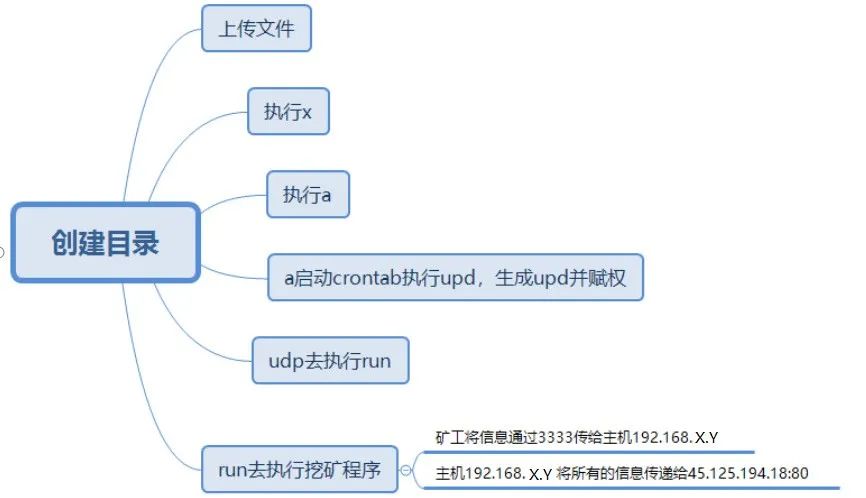 上传文件
执行x
执行a
创建目录
a启动crontab执行upd，生成upd并赋权
udp去执行run
run去执行挖矿程序
矿工将信息通过3333传给主机192.168.X.Y
主机192.168.X.Y 将所有的信息传递给45.125.194.18:80